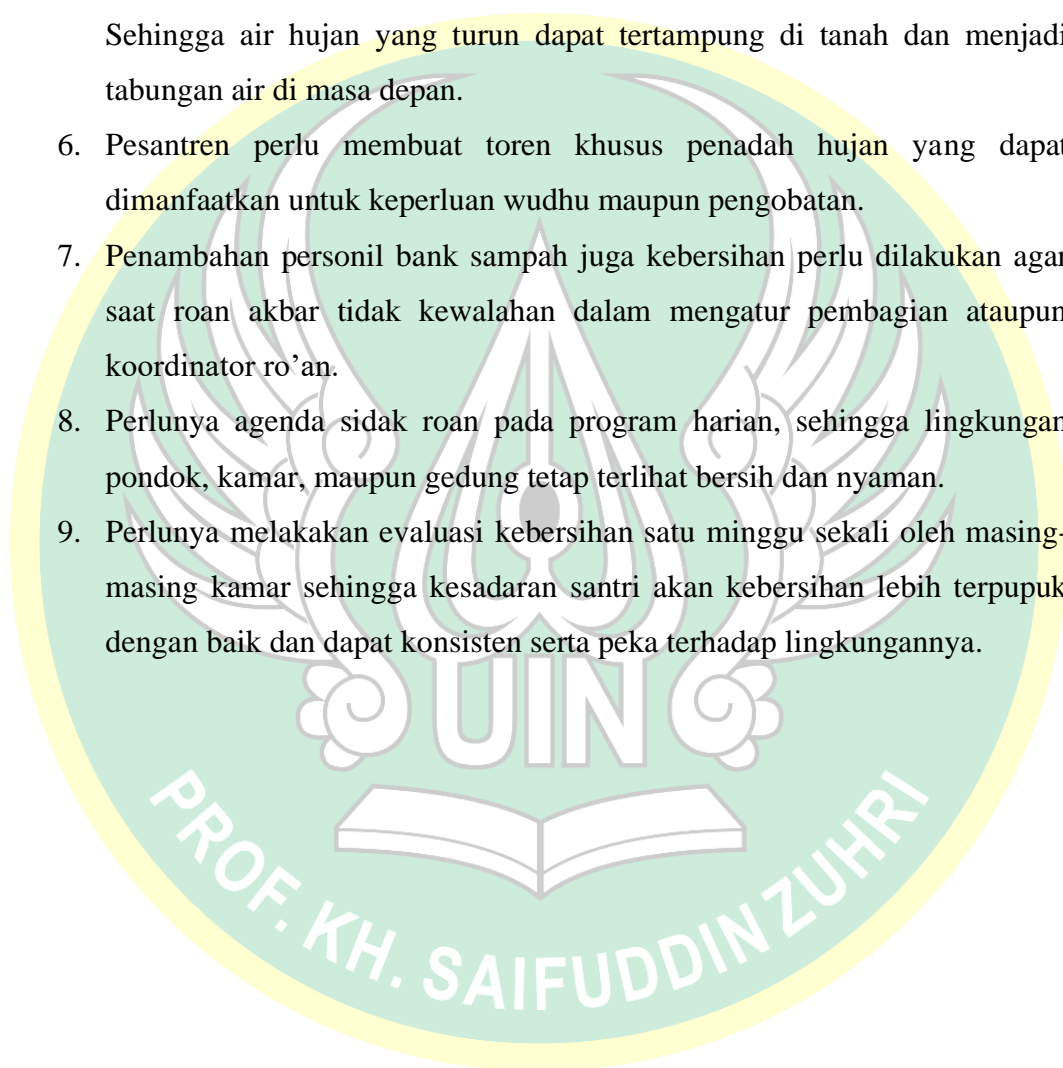 Sehingga air hujan yang turun dapat tertampung di tanah dan menjadi
tabungan air di masa depan.
6. Pesantren perlu membuat toren khusus penadah hujan yang dapat
dimanfaatkan untuk keperluan wudhu maupun pengobatan.
7. Penambahan personil bank sampah juga kebersihan perlu dilakukan agar
saat roan akbar tidak kewalahan dalam mengatur pembagian ataupun
koordinator ro’an.
8. Perlunya agenda sidak roan pada program harian, sehingga lingkungan
pondok, kamar, maupun gedung tetap terlihat bersih dan nyaman.
9. Perlunya melakakan evaluasi kebersihan satu minggu sekali oleh masing-
masing kamar sehingga kesadaran santri akan kebersihan lebih terpupuk
dengan baik dan dapat konsisten serta peka terhadap lingkungannya.
UIN
PROF. KH. SAIFUDDIN ZUHRI